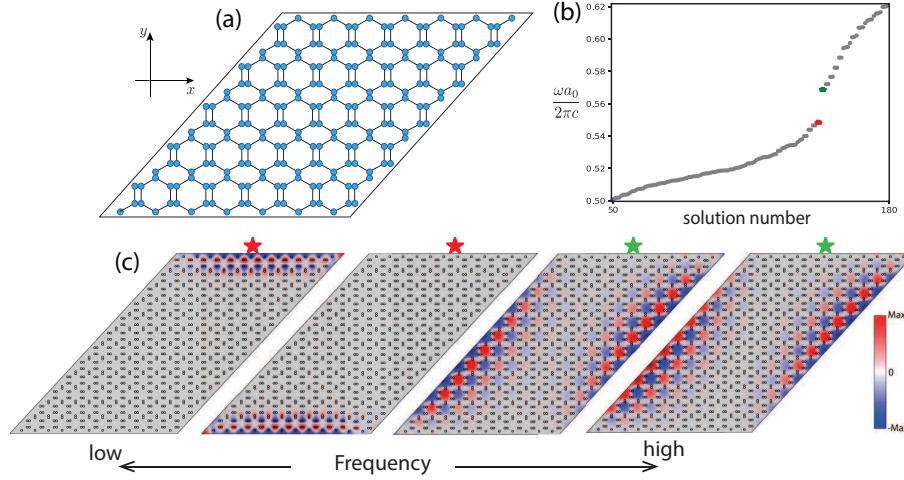 (a)
y
x
(b)
ωa₀
2πc
0.62
0.60
0.58
0.56
0.54
0.52
0.50
50
180
solution number
(c)
Max
0
-Max
low
Frequency
high